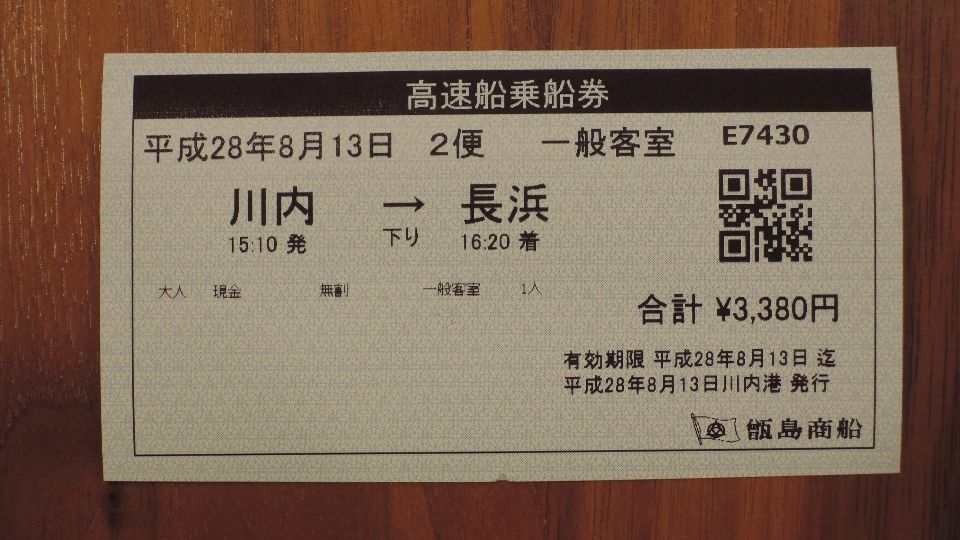 高速船乗船券
平成28年8月13日 2便 一般客室 E7430
川内 → 長浜
15:10 発 下り 16:20 着
大人 現金 無割 一般客室 1人
合計 ¥3,380円
有効期限 平成28年8月13日 迄
平成28年8月13日川内港 発行
甑島商船